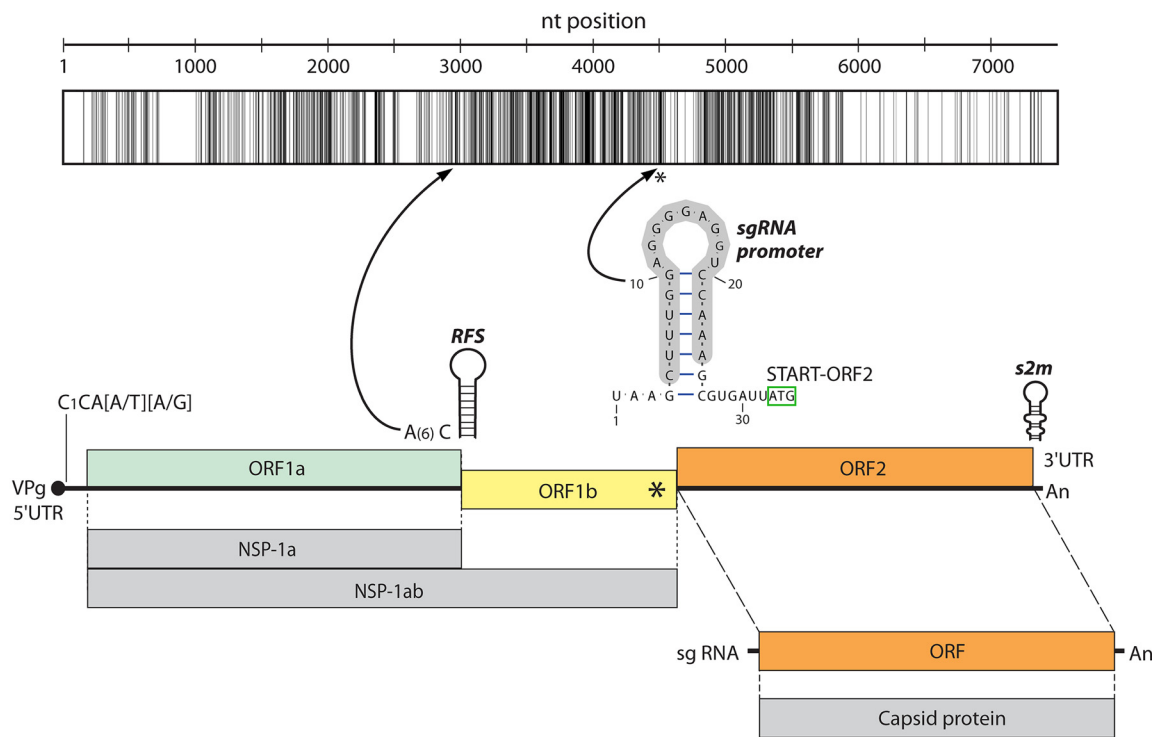 nt position
1 1000 2000 3000 4000 5000 6000 7000
*
G G G A G G U
G G A
sgRNA
promoter
10 G C 20
G C
U A
U A
U A
C G
U A A G CGUGAUUATG
1 30
START-ORF2
RFS
s2m
C1CA[A/T][A/G]
A(6) C
ORF1a
ORF1b *
ORF2
3'UTR
VPg
5'UTR
An
NSP-1a
NSP-1ab
sg RNA ORF An
Capsid protein